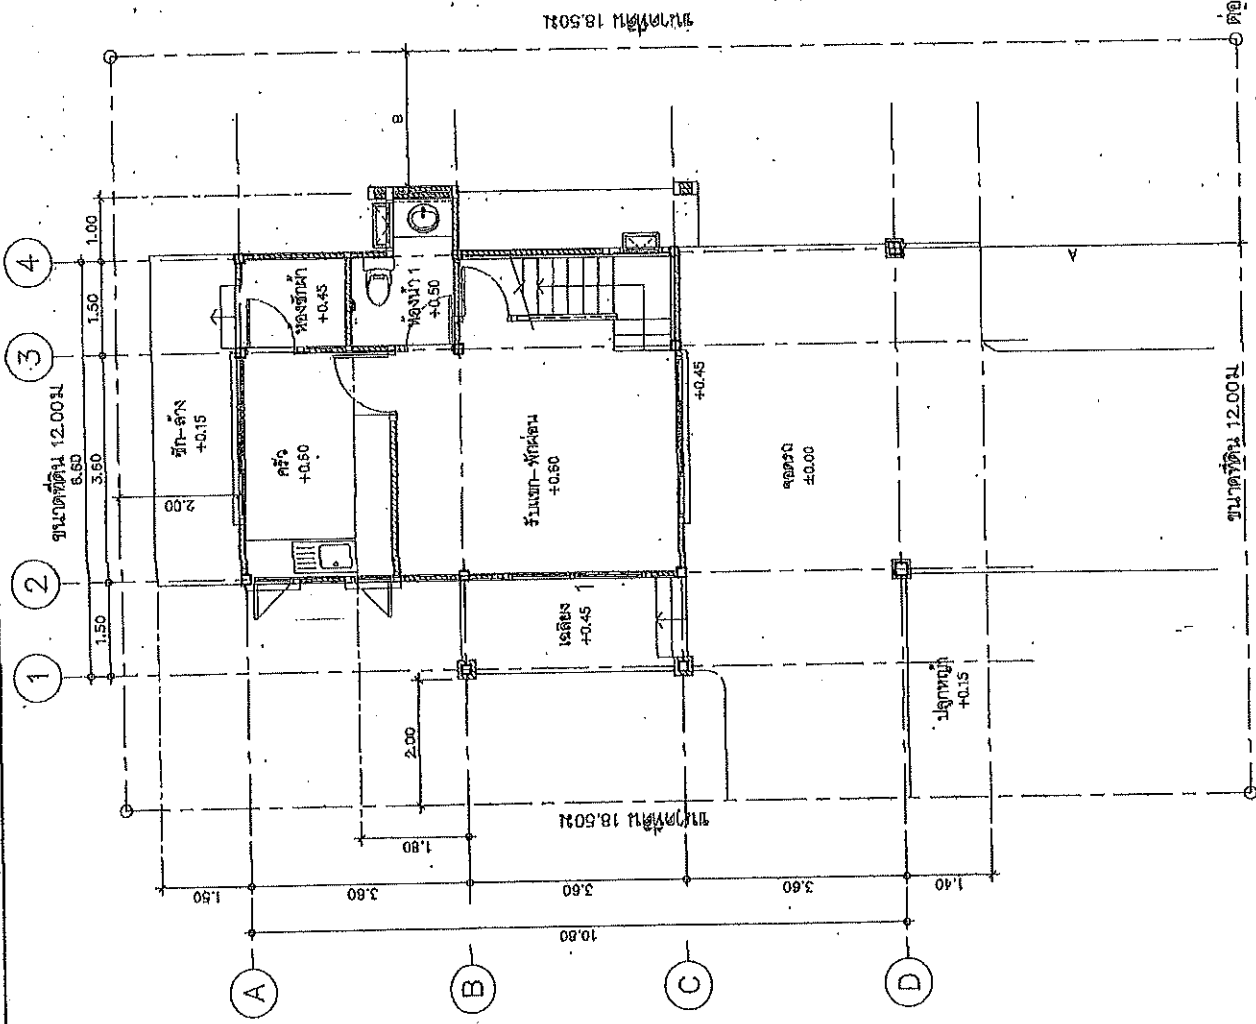 ขนาดที่ดิน 18.50ม
4
3
2
1
1.00
1.50
3.60
6.60
1.50
ขนาดที่ดิน 12.00ม
2.00
8
ซัก-ล้าง
+0.15
ครัว
+0.60
ห้องซักผ้า
+0.45
ห้องน้ำ 1
+0.50
รับแขก-พักผ่อน
+0.60
เฉลียง 1
+0.45
+0.45
จอดรถ
±0.00
A
ปลูกหญ้า
+0.15
ขนาดที่ดิน 12.00ม
2.00
ขนาดที่ดิน 18.50ม
1.80
1.50
3.60
3.60
3.60
1.40
10.80
A
B
C
D